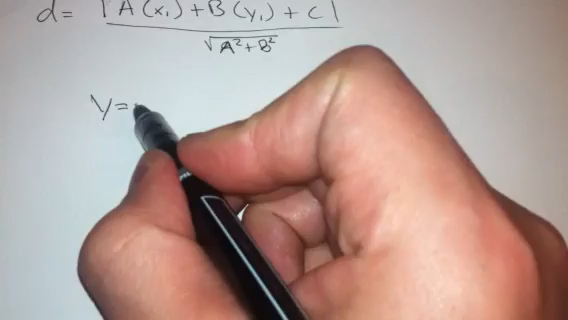 d= |A(x₁)+B(y₁)+C|
√A²+B²
y=